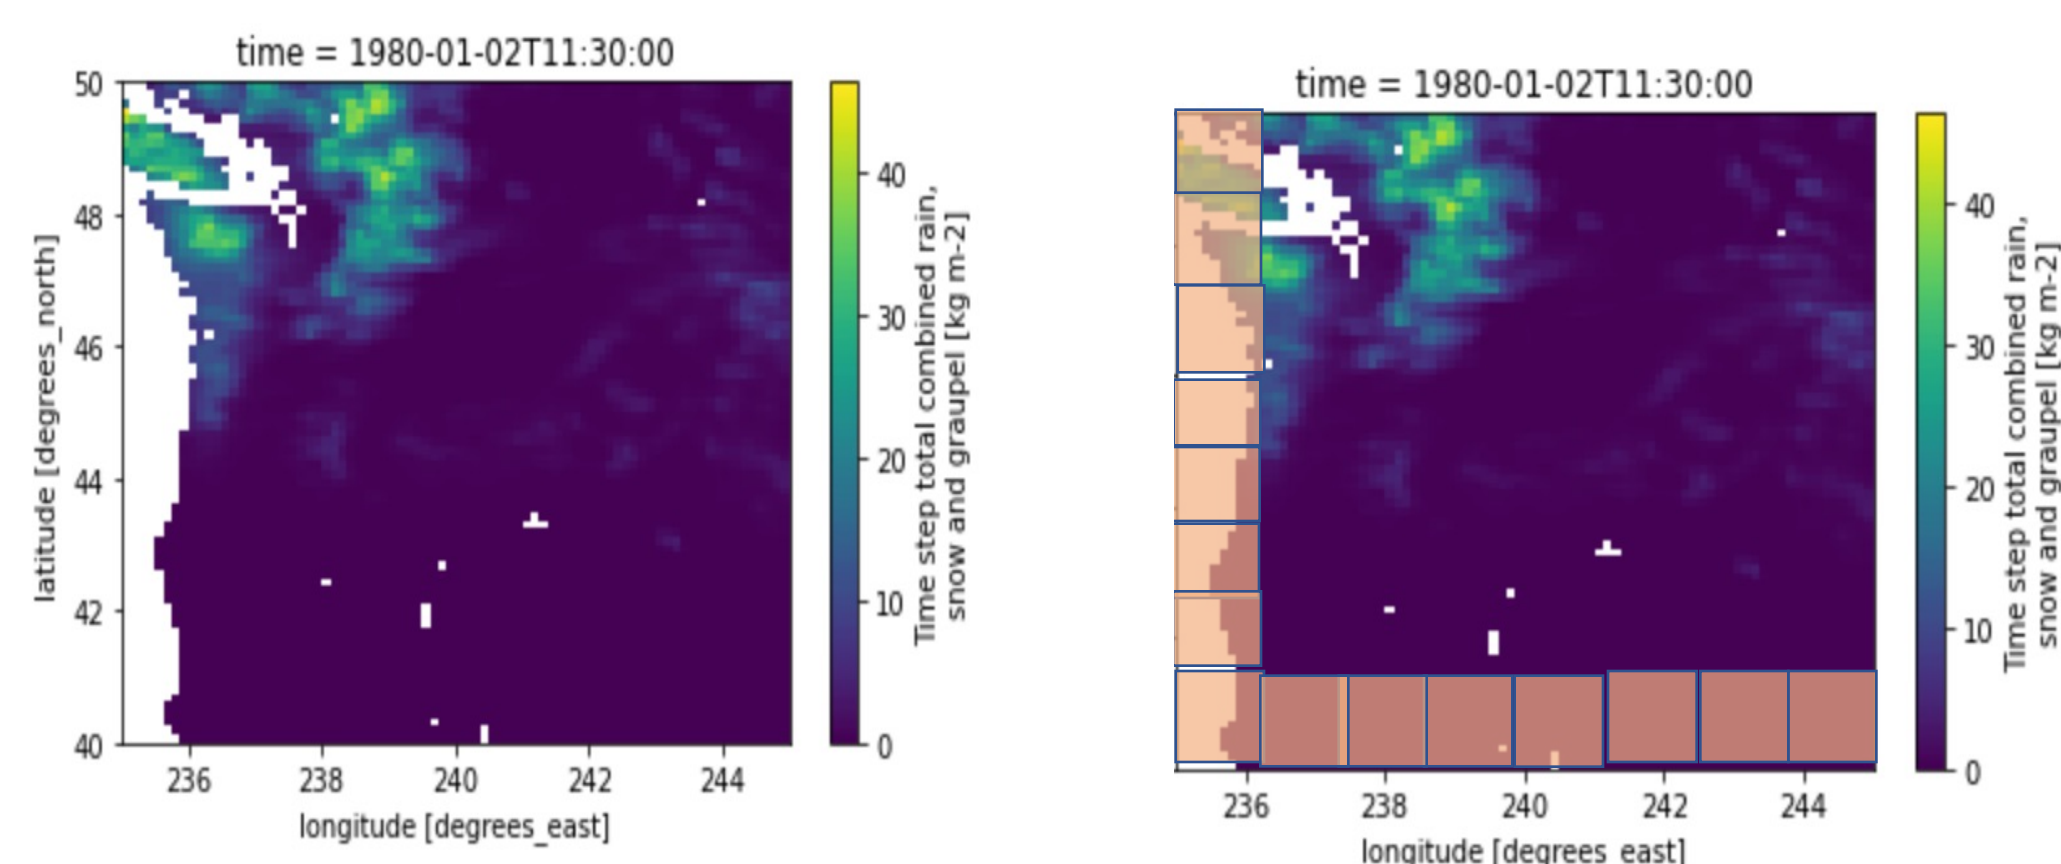 time = 1980-01-02T11:30:00
50
48
46
44
42
40
latitude [degrees_north]
236 238 240 242 244
longitude [degrees_east]
40
30
20
10
0
Time step total combined rain,
snow and graupel [kg m-2]
time = 1980-01-02T11:30:00
236 238 240 242 244
longitude [degrees_east]
40
30
20
10
0
Time step total combined rain,
snow and graupel [kg m-2]